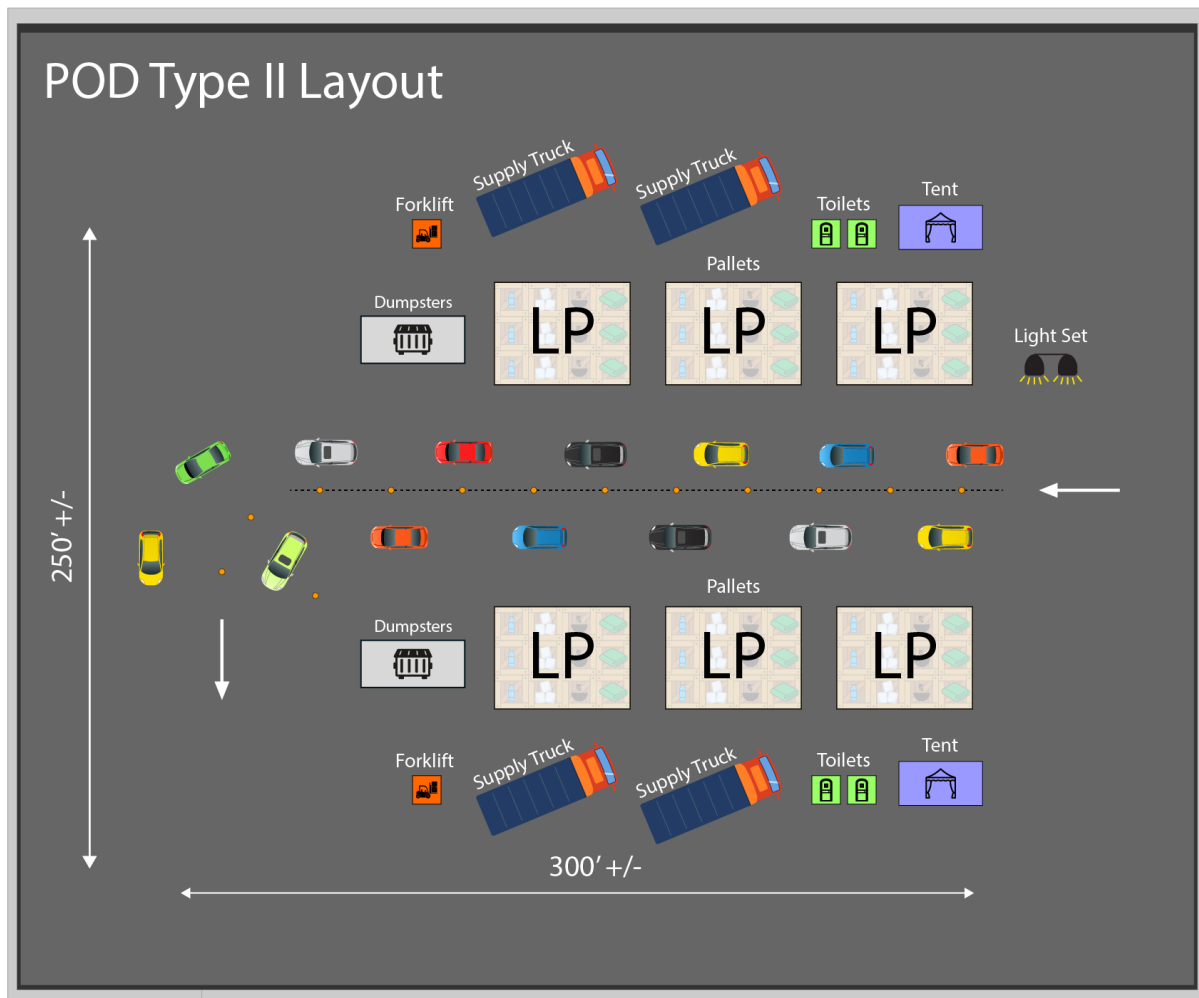 POD Type II Layout
Supply Truck
Supply Truck
Forklift
Toilets
Tent
Pallets
Dumpsters
LP
LP
LP
Light Set
250' +/-
Pallets
Dumpsters
LP
LP
LP
Forklift
Supply Truck
Supply Truck
Toilets
Tent
300' +/-